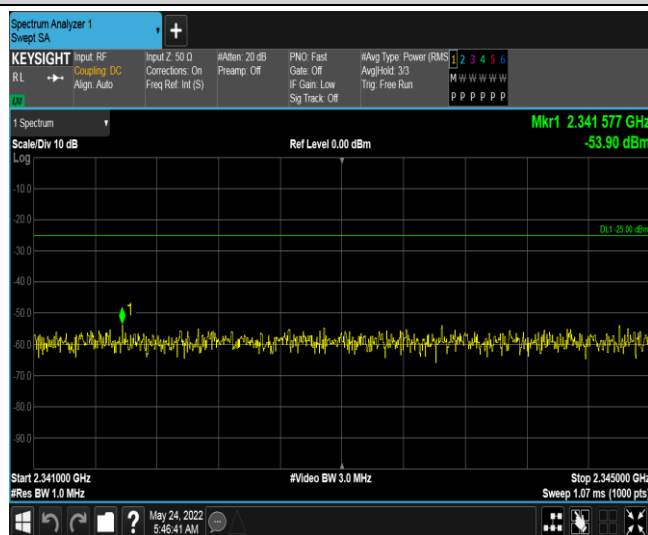 Spectrum Analyzer 1
Swept SA
KEYSIGHT
RL
LXI
Input: RF
Coupling: DC
Align: Auto
Input Z: 50 Ω
Corrections: On
Freq Ref: Int (S)
#Atten: 20 dB
Preamp: Off
PNO: Fast
Gate: Off
IF Gain: Low
Sig Track: Off
#Avg Type: Power (RMS
Avg|Hold: 3/3
Trig: Free Run
1 2 3 4 5 6
M W W W W W
P P P P P P
1 Spectrum
Scale/Div 10 dB
Log
Ref Level 0.00 dBm
Mkr1 2.341 577 GHz
-53.90 dBm
-10.0
-20.0
DL1 -25.00 dBm
-30.0
-40.0
-50.0
1
-60.0
-70.0
-80.0
-90.0
Start 2.341000 GHz
#Res BW 1.0 MHz
#Video BW 3.0 MHz
Stop 2.345000 GHz
Sweep 1.07 ms (1000 pts)
?
May 24, 2022
5:46:41 AM